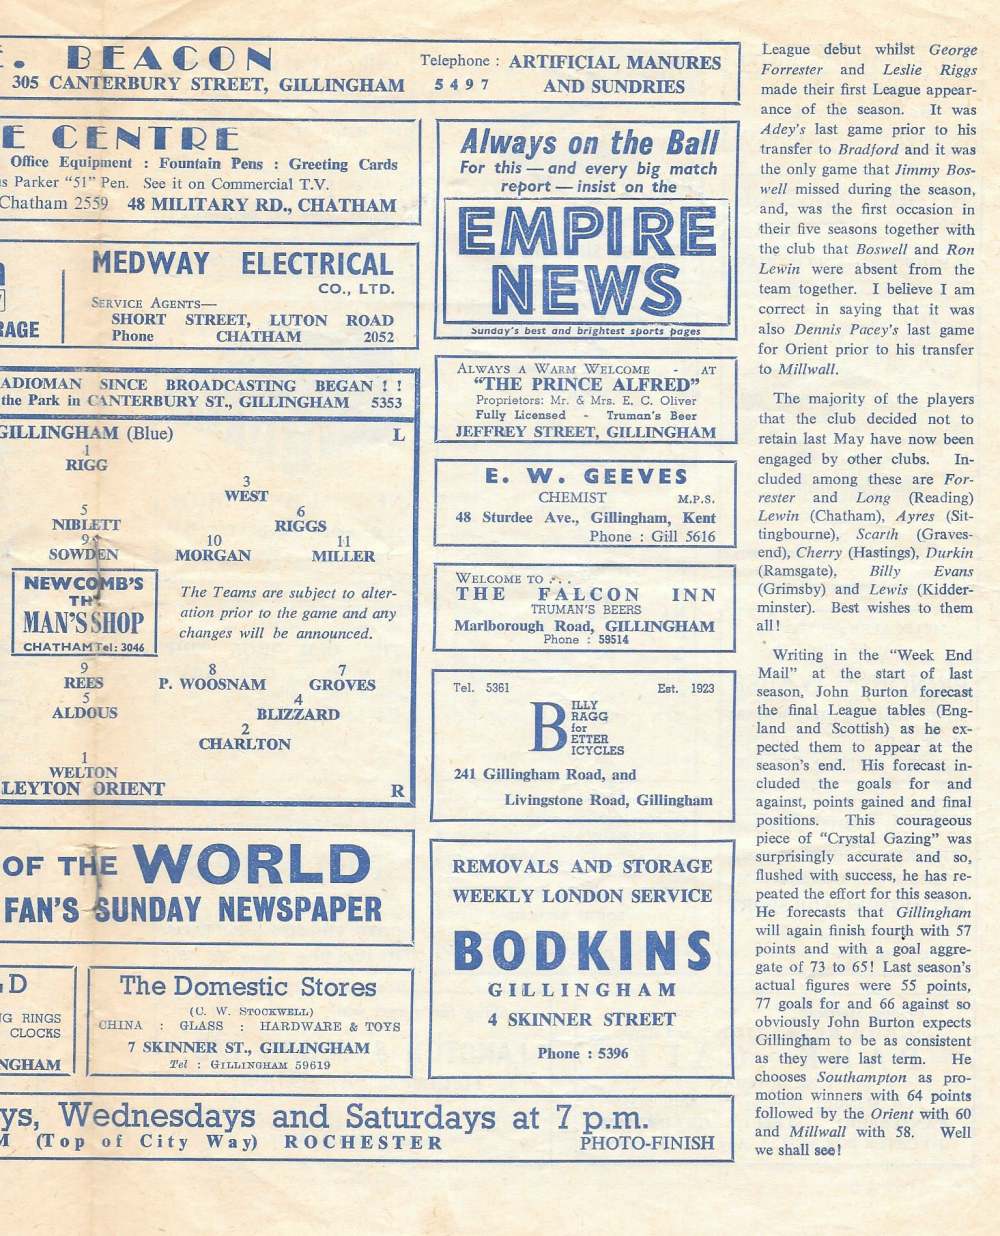 E. BEACON
305 CANTERBURY STREET, GILLINGHAM
Telephone : ARTIFICIAL MANURES
5 4 9 7 AND SUNDRIES
E CENTRE
Office Equipment : Fountain Pens : Greeting Cards
Parker "51" Pen. See it on Commercial T.V.
Chatham 2559 48 MILITARY RD., CHATHAM
MEDWAY ELECTRICAL
CO., LTD.
SERVICE AGENTS—
SHORT STREET, LUTON ROAD
Phone CHATHAM 2052
RAGE
ADIOMAN SINCE BROADCASTING BEGAN ! !
the Park in CANTERBURY ST., GILLINGHAM 5353
GILLINGHAM (Blue) L
1
RIGG
3
WEST
5 6
NIBLETT RIGGS
9 10 11
SOWDEN MORGAN MILLER
NEWCOMB'S
THE
MAN'S SHOP
CHATHAM Tel: 3046
The Teams are subject to alter-
ation prior to the game and any
changes will be announced.
9 8 7
REES P. WOOSNAM GROVES
5 4
ALDOUS BLIZZARD
2
CHARLTON
1
WELTON
LEYTON ORIENT R
OF THE WORLD
FAN'S SUNDAY NEWSPAPER
L D
NG RINGS
CLOCKS
NGHAM
The Domestic Stores
(C. W. STOCKWELL)
CHINA : GLASS : HARDWARE & TOYS
7 SKINNER ST., GILLINGHAM
Tel : GILLINGHAM 59619
ys, Wednesdays and Saturdays at 7 p.m.
M (Top of City Way) ROCHESTER PHOTO-FINISH
Always on the Ball
For this — and every big match
report — insist on the
EMPIRE
NEWS
Sunday's best and brightest sports pages
ALWAYS A WARM WELCOME - AT
"THE PRINCE ALFRED"
Proprietors: Mr. & Mrs. E. C. Oliver
Fully Licensed - Truman's Beer
JEFFREY STREET, GILLINGHAM
E. W. GEEVES
CHEMIST M.P.S.
48 Sturdee Ave., Gillingham, Kent
Phone : Gill 5616
WELCOME TO . . .
THE FALCON INN
TRUMAN'S BEERS
Marlborough Road, GILLINGHAM
Phone : 59514
Tel. 5361 Est. 1923
BILLY
RAGG
for
ETTER
ICYCLES
241 Gillingham Road, and
Livingstone Road, Gillingham
REMOVALS AND STORAGE
WEEKLY LONDON SERVICE
BODKINS
GILLINGHAM
4 SKINNER STREET
Phone : 5396
League debut whilst George
Forrester and Leslie Riggs
made their first League appear-
ance of the season. It was
Adey's last game prior to his
transfer to Bradford and it was
the only game that Jimmy Bos-
well missed during the season,
and, was the first occasion in
their five seasons together with
the club that Boswell and Ron
Lewin were absent from the
team together. I believe I am
correct in saying that it was
also Dennis Pacey's last game
for Orient prior to his transfer
to Millwall.
The majority of the players
that the club decided not to
retain last May have now been
engaged by other clubs. In-
cluded among these are For-
rester and Long (Reading)
Lewin (Chatham), Ayres (Sit-
tingbourne), Scarth (Graves-
end), Cherry (Hastings), Durkin
(Ramsgate), Billy Evans
(Grimsby) and Lewis (Kidder-
minster). Best wishes to them
all!
Writing in the "Week End
Mail" at the start of last
season, John Burton forecast
the final League tables (Eng-
land and Scottish) as he ex-
pected them to appear at the
season's end. His forecast in-
cluded the goals for and
against, points gained and final
positions. This courageous
piece of "Crystal Gazing" was
surprisingly accurate and so,
flushed with success, he has re-
peated the effort for this season.
He forecasts that Gillingham
will again finish fourth with 57
points and with a goal aggre-
gate of 73 to 65! Last season's
actual figures were 55 points,
77 goals for and 66 against so
obviously John Burton expects
Gillingham to be as consistent
as they were last term. He
chooses Southampton as pro-
motion winners with 64 points
followed by the Orient with 60
and Millwall with 58. Well
we shall see!